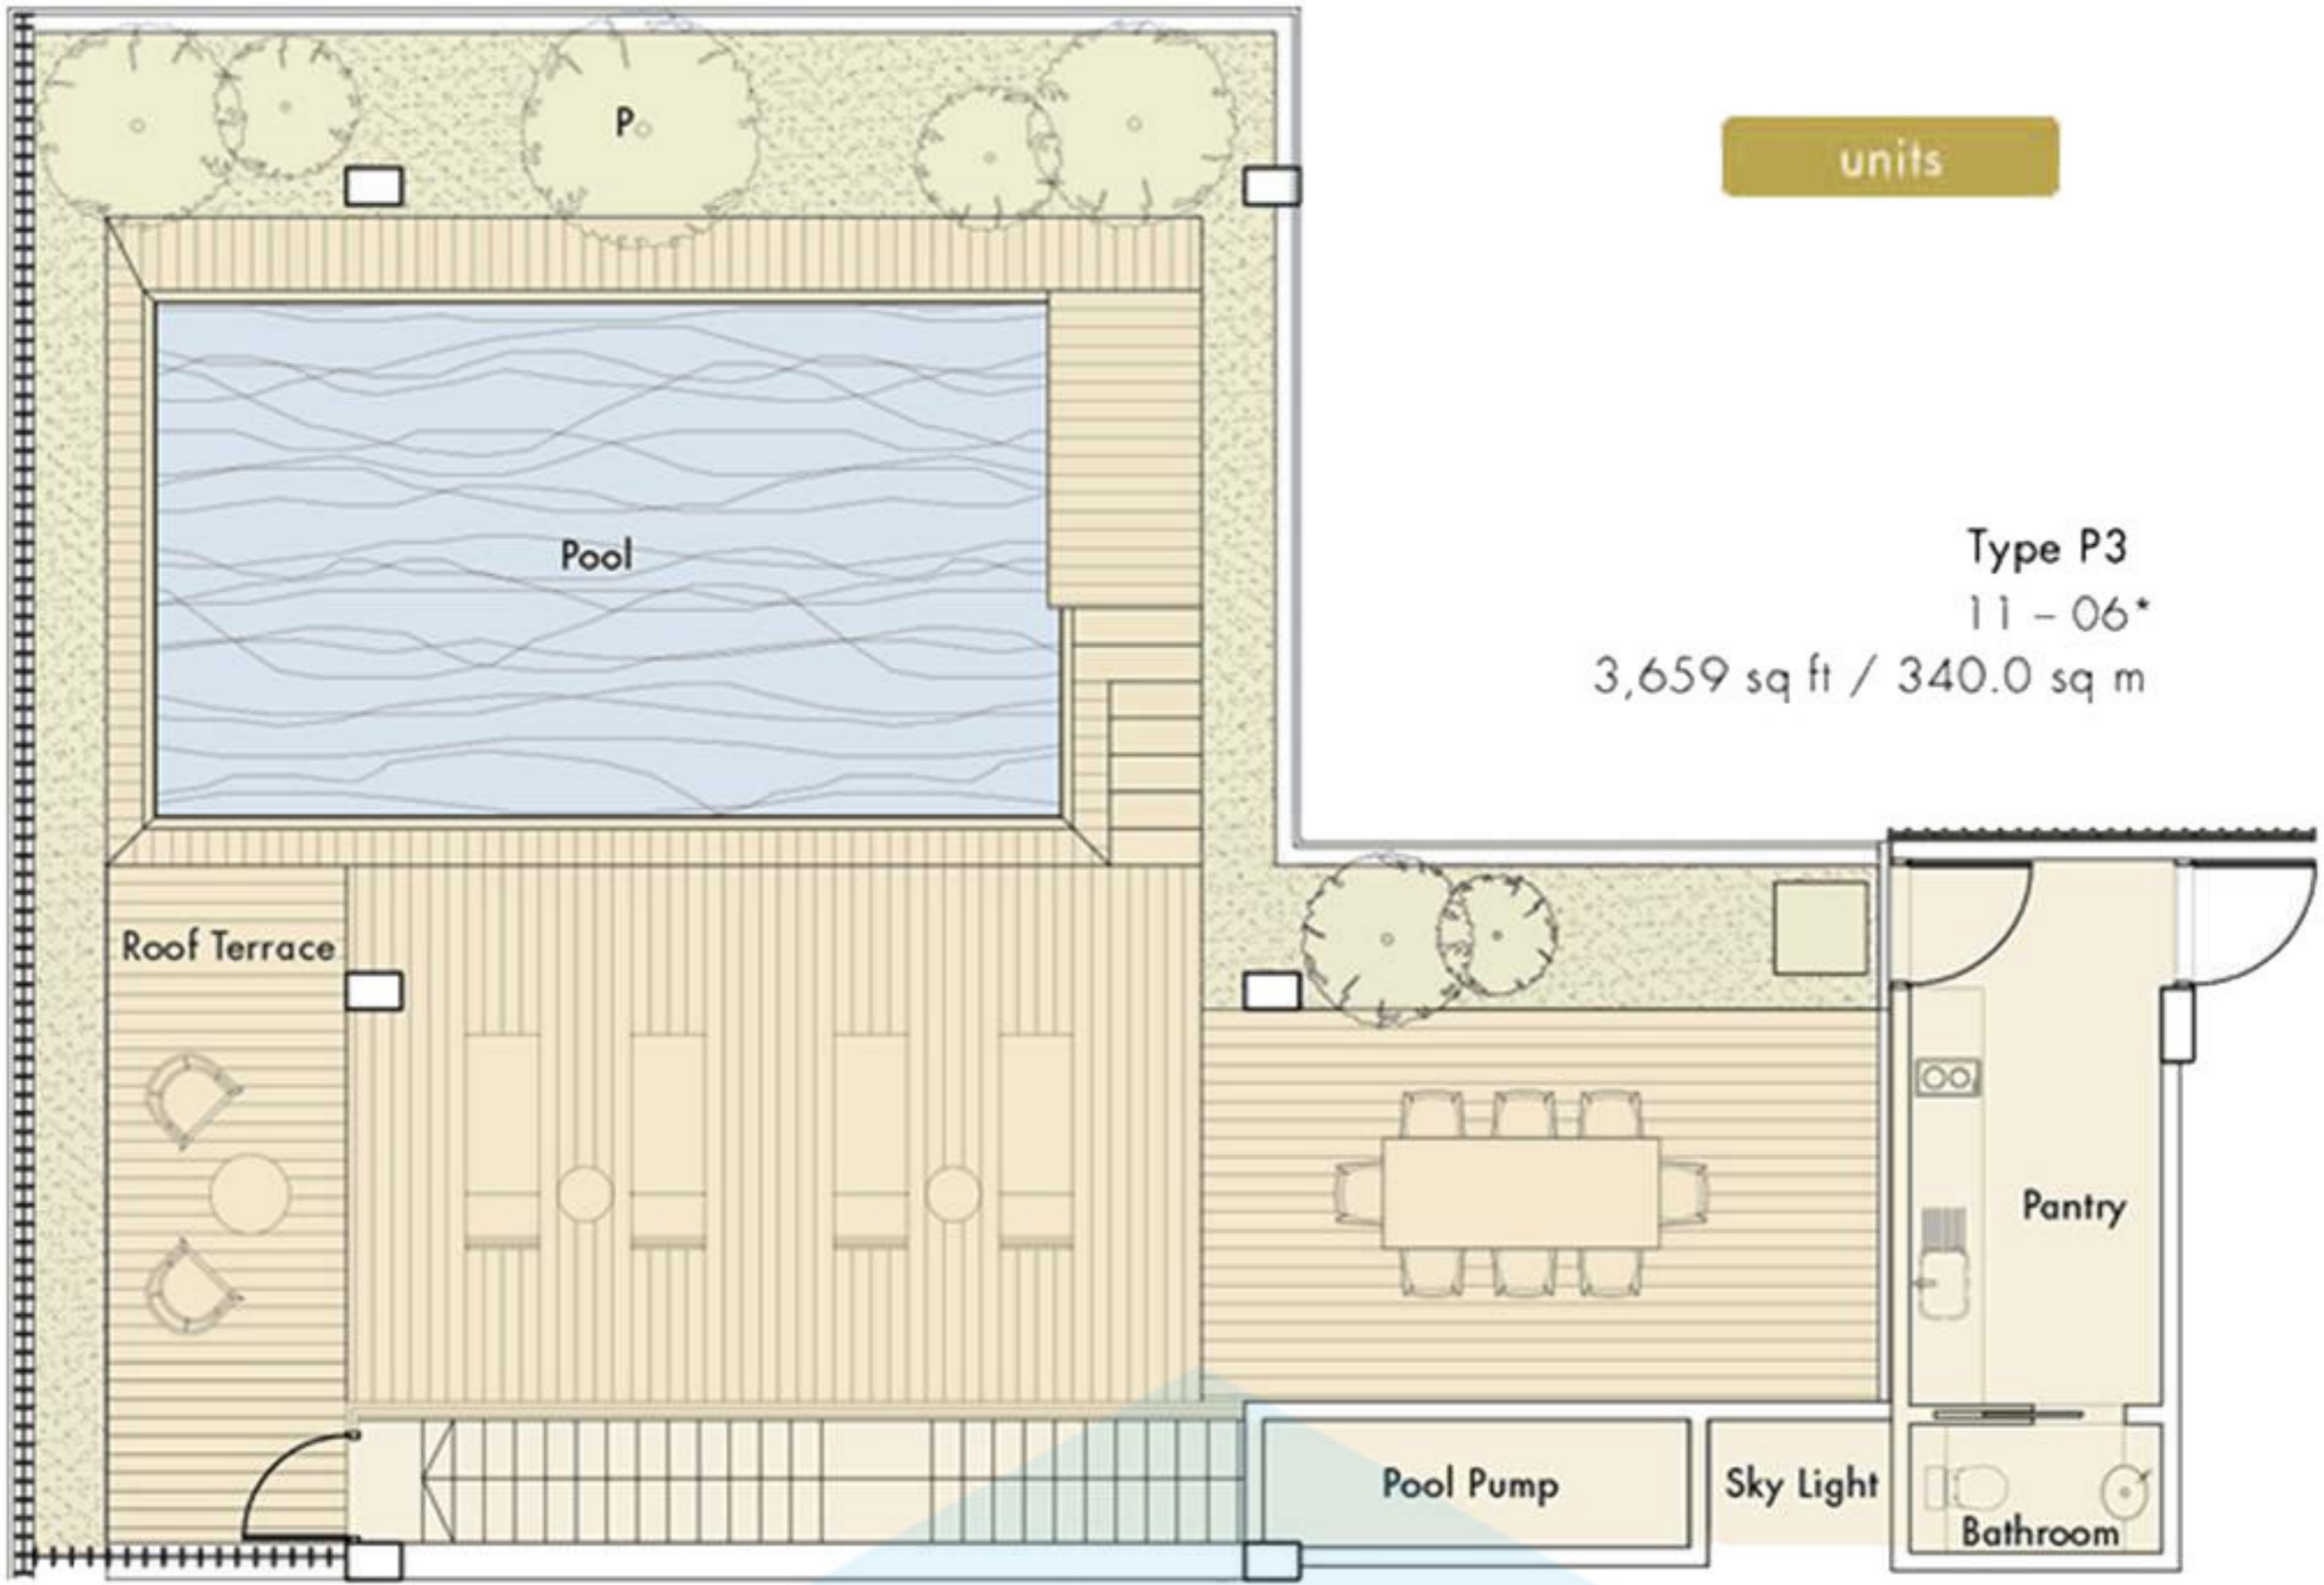 P
units
Pool
Type P3
11 – 06*
3,659 sq ft / 340.0 sq m
Roof Terrace
Pantry
Pool Pump
Sky Light
Bathroom